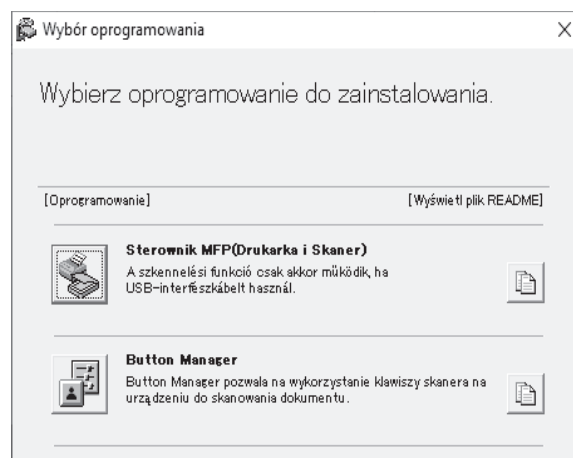 Wybór oprogramowania
Wybierz oprogramowanie do zainstalowania.
[Oprogramowanie] [Wyświetl plik README]
Sterownik MFP(Drukarka i Skaner)
A szkennelési funkció csak akkor működik, ha
USB-interfészkábelt használ.
Button Manager
Button Manager pozwala na wykorzystanie klawiszy skanera na
urządzeniu do skanowania dokumentu.